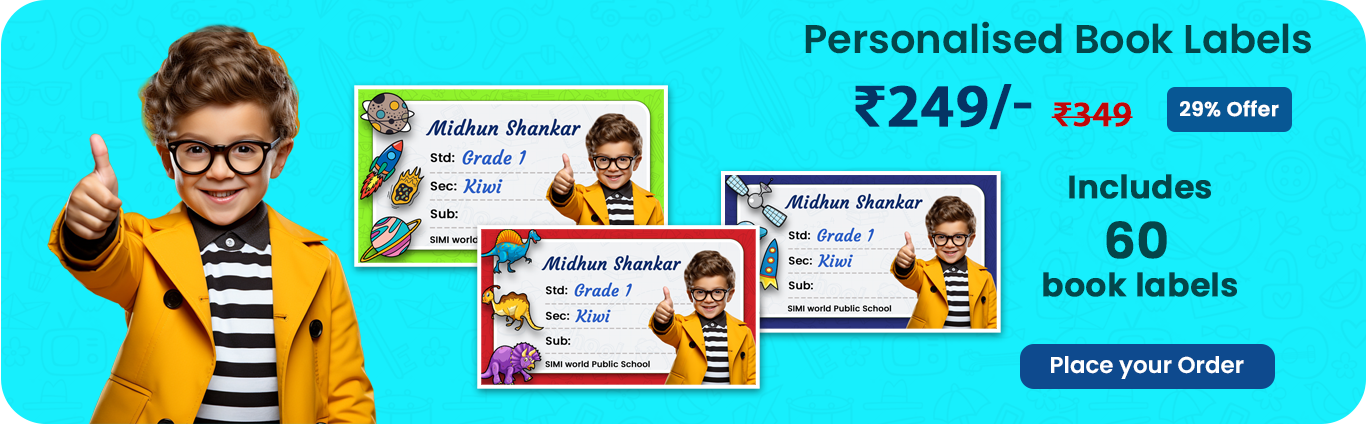 Personalised Book Labels
₹249/- ₹349 29% Offer
Includes
60
book labels
Place your Order
Midhun Shankar
Std: Grade 1
Sec: Kiwi
Sub:
SIMI world
Midhun Shankar
Std: Grade 1
Sec: Kiwi
Sub:
SIMI world Public School
Midhun Shankar
Std: Grade 1
Sec: Kiwi
Sub:
SIMI world Public School